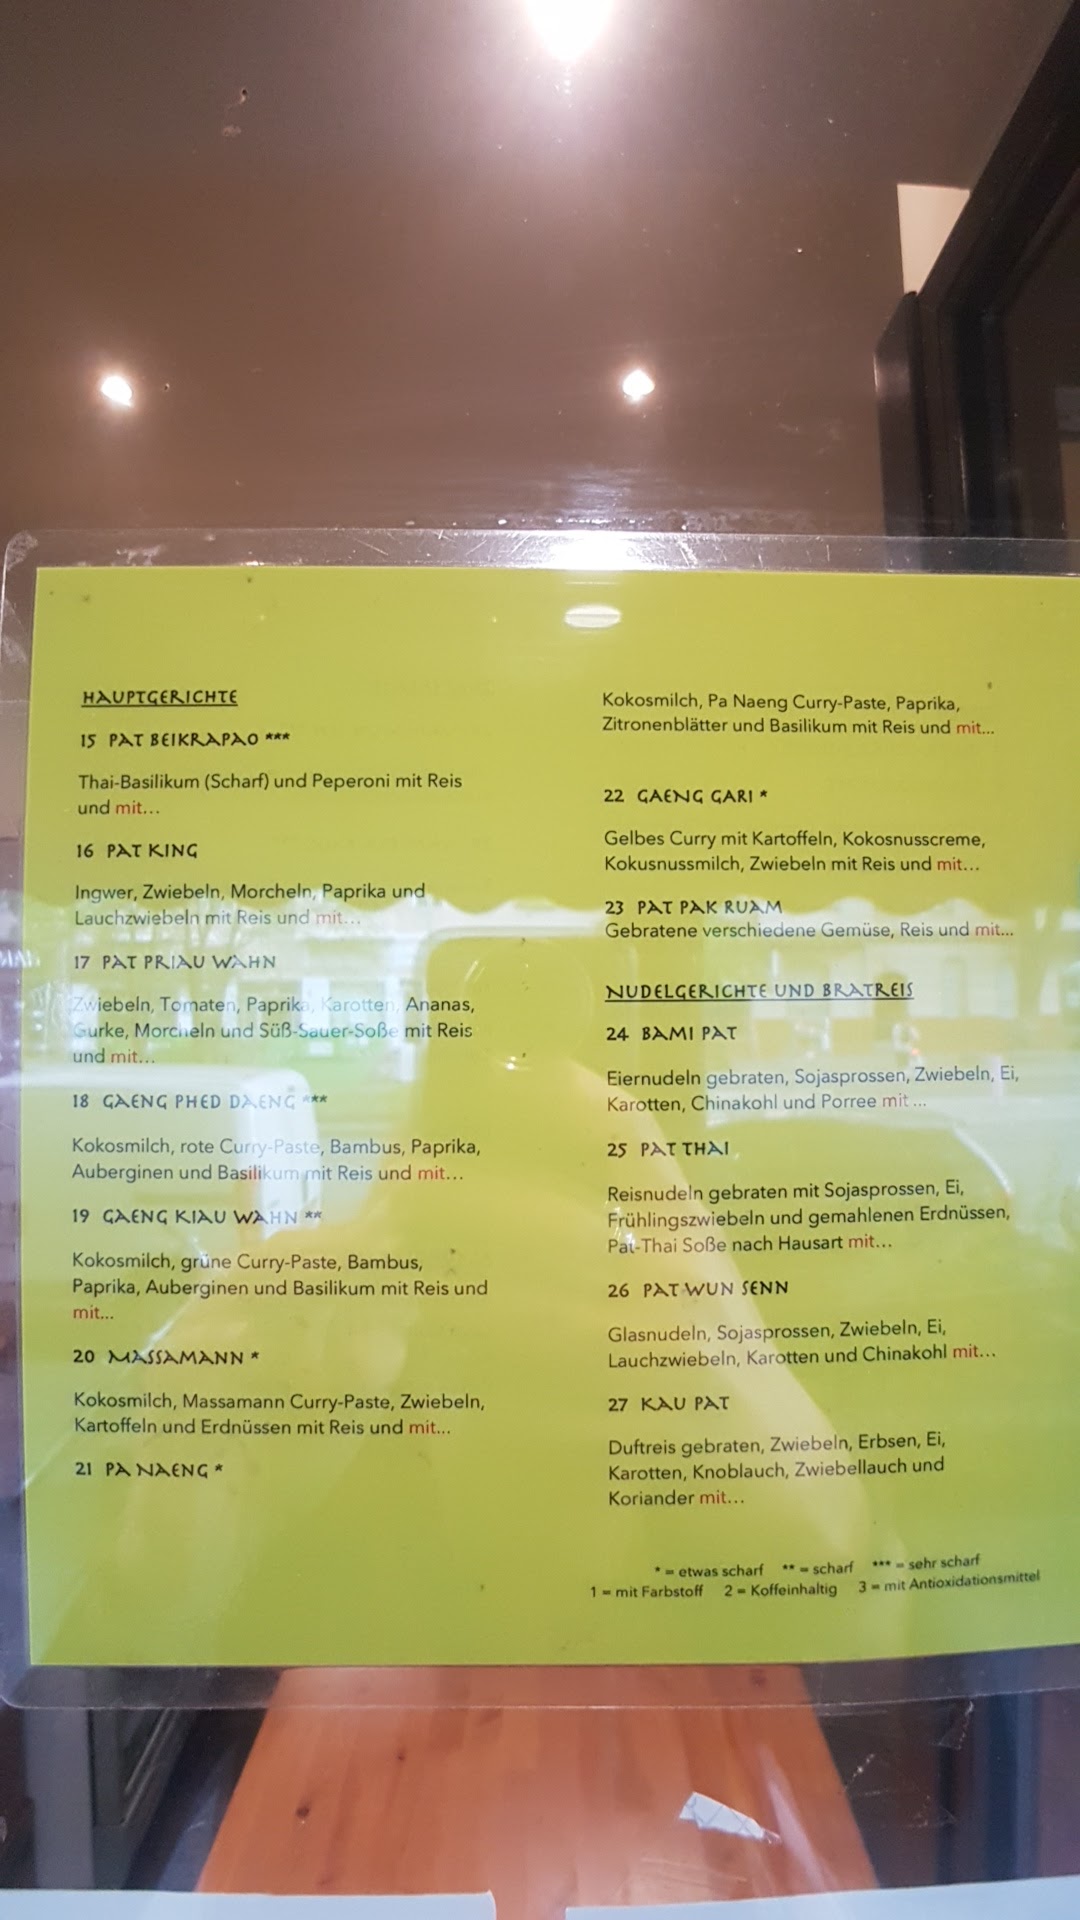 HAUPTGERICHTE
15 PAT BEIKRAPAO ***
Thai-Basilikum (Scharf) und Peperoni mit Reis
und mit...
16 PAT KING
Ingwer, Zwiebeln, Morcheln, Paprika und
Lauchzwiebeln mit Reis und mit...
17 PAT PRIAU WAHN
Zwiebeln, Tomaten, Paprika, Karotten, Ananas,
Gurke, Morcheln und Süß-Sauer-Soße mit Reis
und mit...
18 GAENG PHED DAENG ***
Kokosmilch, rote Curry-Paste, Bambus, Paprika,
Auberginen und Basilikum mit Reis und mit...
19 GAENG KIAU WAHN **
Kokosmilch, grüne Curry-Paste, Bambus,
Paprika, Auberginen und Basilikum mit Reis und
mit...
20 MASSAMANN *
Kokosmilch, Massamann Curry-Paste, Zwiebeln,
Kartoffeln und Erdnüssen mit Reis und mit...
21 PA NAENG *
Kokosmilch, Pa Naeng Curry-Paste, Paprika,
Zitronenblätter und Basilikum mit Reis und mit...
22 GAENG GARI *
Gelbes Curry mit Kartoffeln, Kokosnusscreme,
Kokusnussmilch, Zwiebeln mit Reis und mit...
23 PAT PAK RUAM
Gebratene verschiedene Gemüse, Reis und mit...
NUDELGERICHTE UND BRATREIS
24 BAMI PAT
Eiernudeln gebraten, Sojasprossen, Zwiebeln, Ei,
Karotten, Chinakohl und Porree mit ...
25 PAT THAI
Reisnudeln gebraten mit Sojasprossen, Ei,
Frühlingszwiebeln und gemahlenen Erdnüssen,
Pat-Thai Soße nach Hausart mit...
26 PAT WUN SENN
Glasnudeln, Sojasprossen, Zwiebeln, Ei,
Lauchzwiebeln, Karotten und Chinakohl mit...
27 KAU PAT
Duftreis gebraten, Zwiebeln, Erbsen, Ei,
Karotten, Knoblauch, Zwiebellauch und
Koriander mit...
* = etwas scharf ** = scharf *** = sehr scharf
1 = mit Farbstoff 2 = Koffeinhaltig 3 = mit Antioxidationsmittel